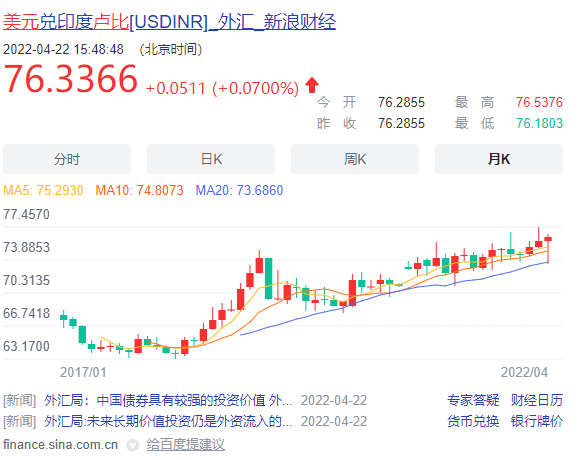 美元兑印度卢比[USDINR]_外汇_新浪财经
2022-04-22 15:48:48 (北京时间)
76.3366 +0.0511 (+0.0700%)
今 开 76.2855 最 高 76.5376
昨 收 76.2855 最 低 76.1803
分时 日K 周K 月K
MA5: 75.2930 MA10: 74.8073 MA20: 73.6860
77.4570
73.8853
70.3135
66.7418
63.1700
2017/01 2022/04
[新闻] 外汇局：中国债券具有较强的投资价值 外... 2022-04-22 专家答疑 财经日历
[新闻] 外汇局:未来长期价值投资仍是外资流入的... 2022-04-22 货币兑换 银行牌价
finance.sina.com.cn 给百度提建议